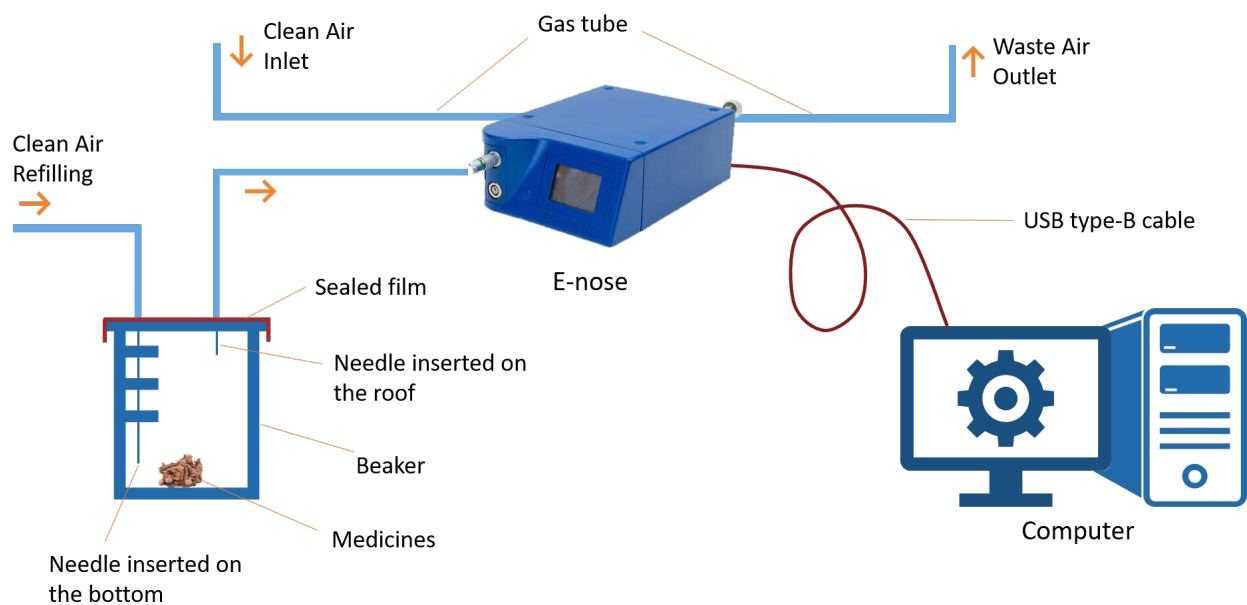 Clean Air
Inlet
Gas tube
Waste Air
Outlet
Clean Air
Refilling
USB type-B cable
E-nose
Sealed film
Needle inserted on
the roof
Beaker
Medicines
Computer
Needle inserted on
the bottom